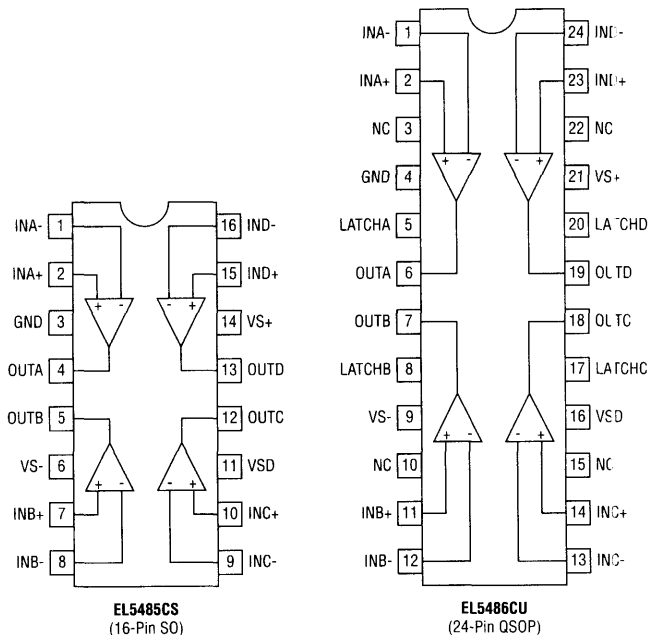 INA- 1 16 IND-
INA+ 2 15 IND+
+ - - +
GND 3 14 VS+
OUTA 4 13 OUTD
OUTB 5 12 OUTC
VS- 6 11 VSD
+ - - +
INB+ 7 10 INC+
INB- 8 9 INC-
EL5485CS
(16-Pin SO)
INA- 1 24 IND-
INA+ 2 23 IND+
NC 3 22 NC
+ - - +
GND 4 21 VS+
LATCHA 5 20 LATCHD
OUTA 6 19 OUTD
OUTB 7 18 OUTC
LATCHB 8 17 LATCHC
VS- 9 16 VSD
+ - - +
NC 10 15 NC
INB+ 11 14 INC+
INB- 12 13 INC-
EL5486CU
(24-Pin QSOP)